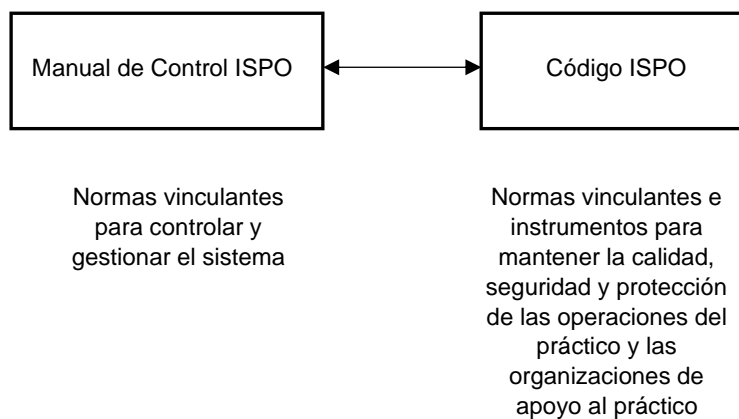 Manual de Control ISPO
Código ISPO
Normas vinculantes
para controlar y
gestionar el sistema
Normas vinculantes e
instrumentos para
mantener la calidad,
seguridad y protección
de las operaciones del
práctico y las
organizaciones de
apoyo al práctico